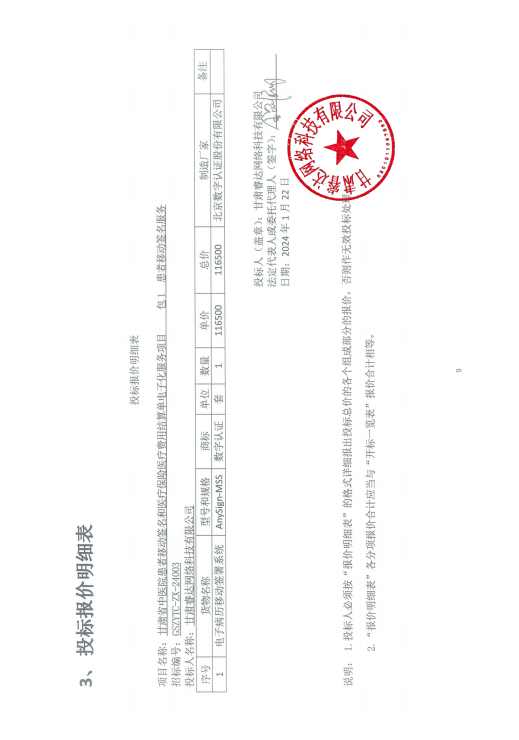 3、投标报价明细表
投标报价明细表
项目名称：甘肃省中医院患者移动签名和医疗保险医疗费用结算单电子化服务项目 包1 患者移动签名服务
招标编号：GSZYTC-ZX-24003
投标人名称：甘肃睿达网络科技有限公司
序号 货物名称 型号和规格 商标 单位 数量 单价 总价 制造厂家 备注
1 电子病历移动签署系统 AnySign-MSS 数字认证 套 1 116500 116500 北京数字认证股份有限公司
投标人（盖章）：甘肃睿达网络科技有限公司
法定代表人或委托代理人（签字）：
日期：2024 年 1 月 22 日
甘肃睿达网络科技有限公司
说明： 1. 投标人必须按“报价明细表”的格式详细报出投标总价的各个组成部分的报价，否则作无效投标处理
2. “报价明细表”各分项报价合计应当与“开标一览表”报价合计相等。
9